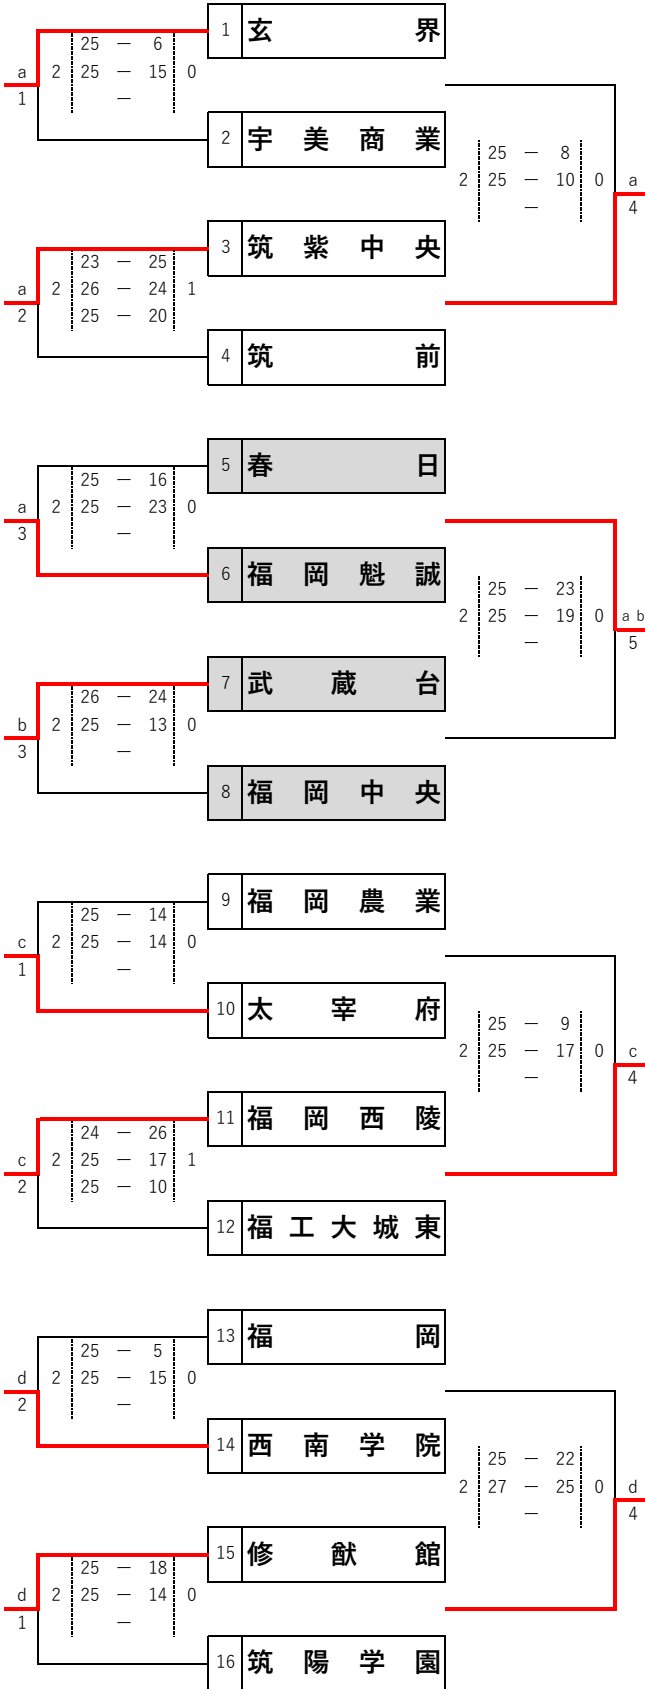 1 玄界
25 — 6
a 2 25 — 15 0
1 —
2 宇美商業
25 — 8
2 25 — 10 0 a
— 4
3 筑紫中央
23 — 25
a 2 26 — 24 1
2 25 — 20
4 筑前
5 春日
25 — 16
a 2 25 — 23 0
3 —
6 福岡魁誠
25 — 23
2 25 — 19 0 a b
— 5
7 武蔵台
26 — 24
b 2 25 — 13 0
3 —
8 福岡中央
9 福岡農業
25 — 14
c 2 25 — 14 0
1 —
10 太宰府
25 — 9
2 25 — 17 0 c
— 4
11 福岡西陵
24 — 26
c 2 25 — 17 1
2 25 — 10
12 福工大城東
13 福岡
25 — 5
d 2 25 — 15 0
2 —
14 西南学院
25 — 22
2 27 — 25 0 d
— 4
15 修猷館
25 — 18
d 2 25 — 14 0
1 —
16 筑陽学園